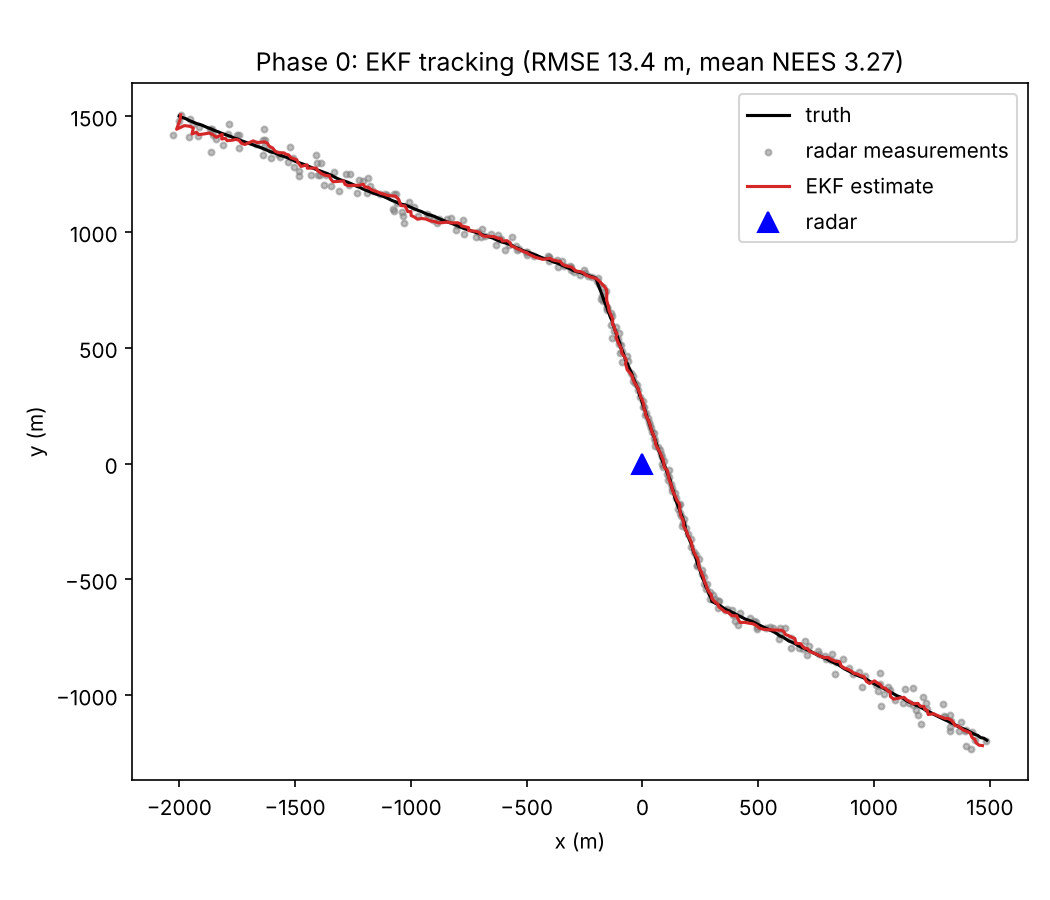 Phase 0: EKF tracking (RMSE 13.4 m, mean NEES 3.27)
truth
radar measurements
EKF estimate
radar
1500
1000
500
0
−500
−1000
y (m)
−2000
−1500
−1000
−500
0
500
1000
1500
x (m)